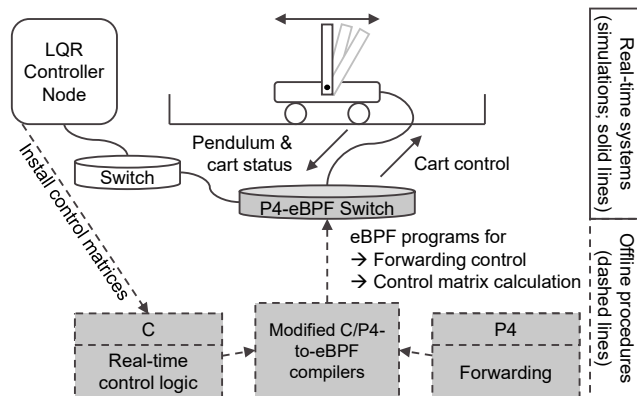 LQR
Controller
Node
Pendulum &
cart status
Cart control
Install control matrices
Switch
P4-eBPF Switch
eBPF programs for
→ Forwarding control
→ Control matrix calculation
C
Real-time
control logic
Modified C/P4-
to-eBPF
compilers
P4
Forwarding
Real-time systems
(simulations; solid lines)
Offline procedures
(dashed lines)